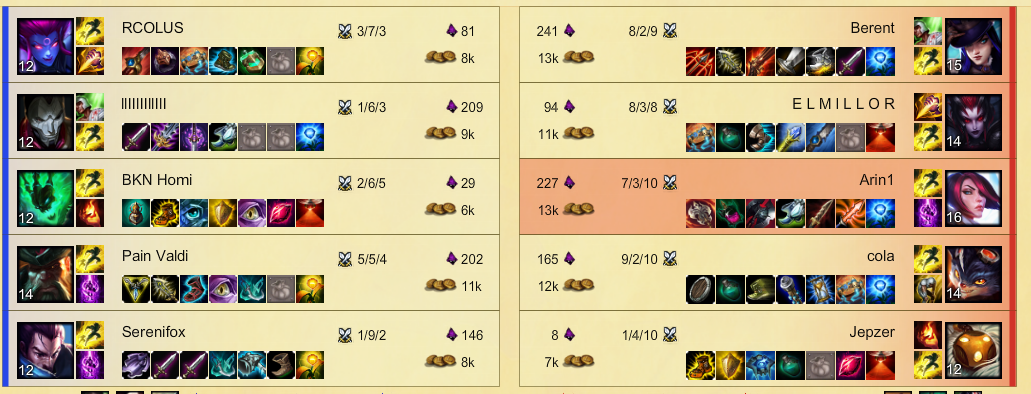 RCOLUS 3/7/3 81
12 8k
IIIIIIIIIIII 1/6/3 209
12 9k
BKN Homi 2/6/5 29
12 6k
Pain Valdi 5/5/4 202
14 11k
Serenifox 1/9/2 146
12 8k
241 8/2/9 Berent
13k 15
94 8/3/8 E L M I L L O R
11k 14
227 7/3/10 Arin1
13k 16
165 9/2/10 cola
12k 14
8 1/4/10 Jepzer
7k 12